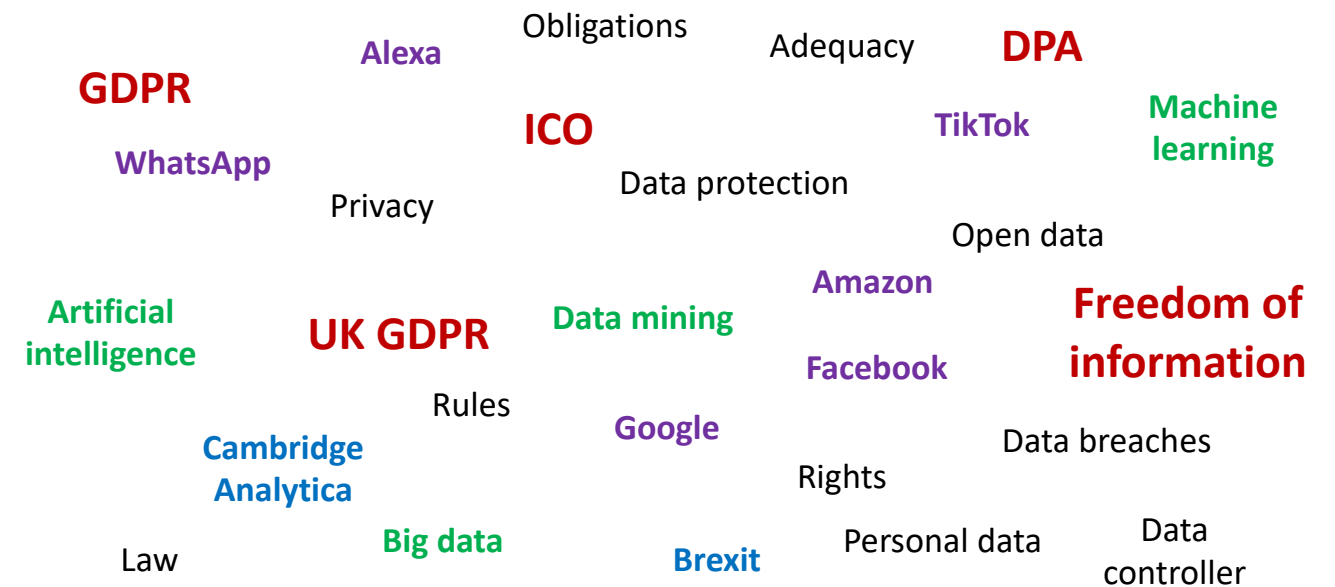 Obligations
Alexa
Adequacy
DPA
GDPR
ICO
TikTok
Machine
learning
WhatsApp
Data protection
Privacy
Open data
Amazon
Freedom of
information
Artificial
intelligence
UK GDPR
Data mining
Facebook
Rules
Google
Cambridge
Analytica
Data breaches
Rights
Law
Big data
Brexit
Personal data
Data
controller